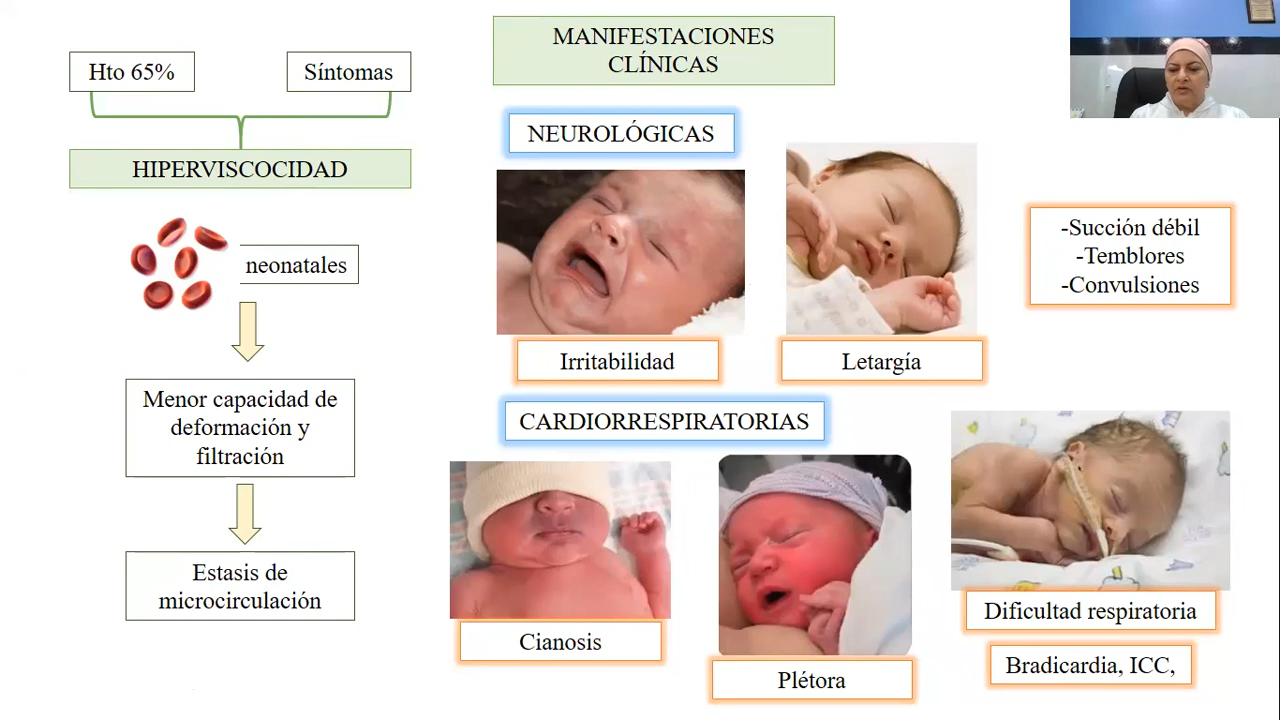 Hto 65%
Síntomas
HIPERVISCOCIDAD
neonatales
Menor capacidad de
deformación y
filtración
Estasis de
microcirculación
MANIFESTACIONES
CLÍNICAS
NEUROLÓGICAS
Irritabilidad
Letargía
-Succión débil
-Temblores
-Convulsiones
CARDIORRESPIRATORIAS
Cianosis
Plétora
Dificultad respiratoria
Bradicardia, ICC,